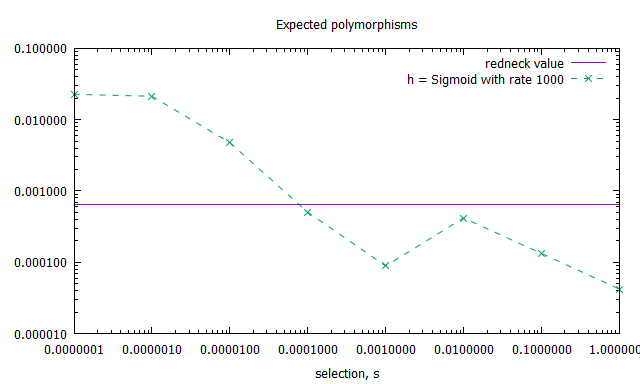 Expected polymorphisms
redneck value
h = Sigmoid with rate 1000
0.100000
0.010000
0.001000
0.000100
0.000010
0.0000001 0.0000010 0.0000100 0.0001000 0.0010000 0.0100000 0.1000000 1.000000
selection, s